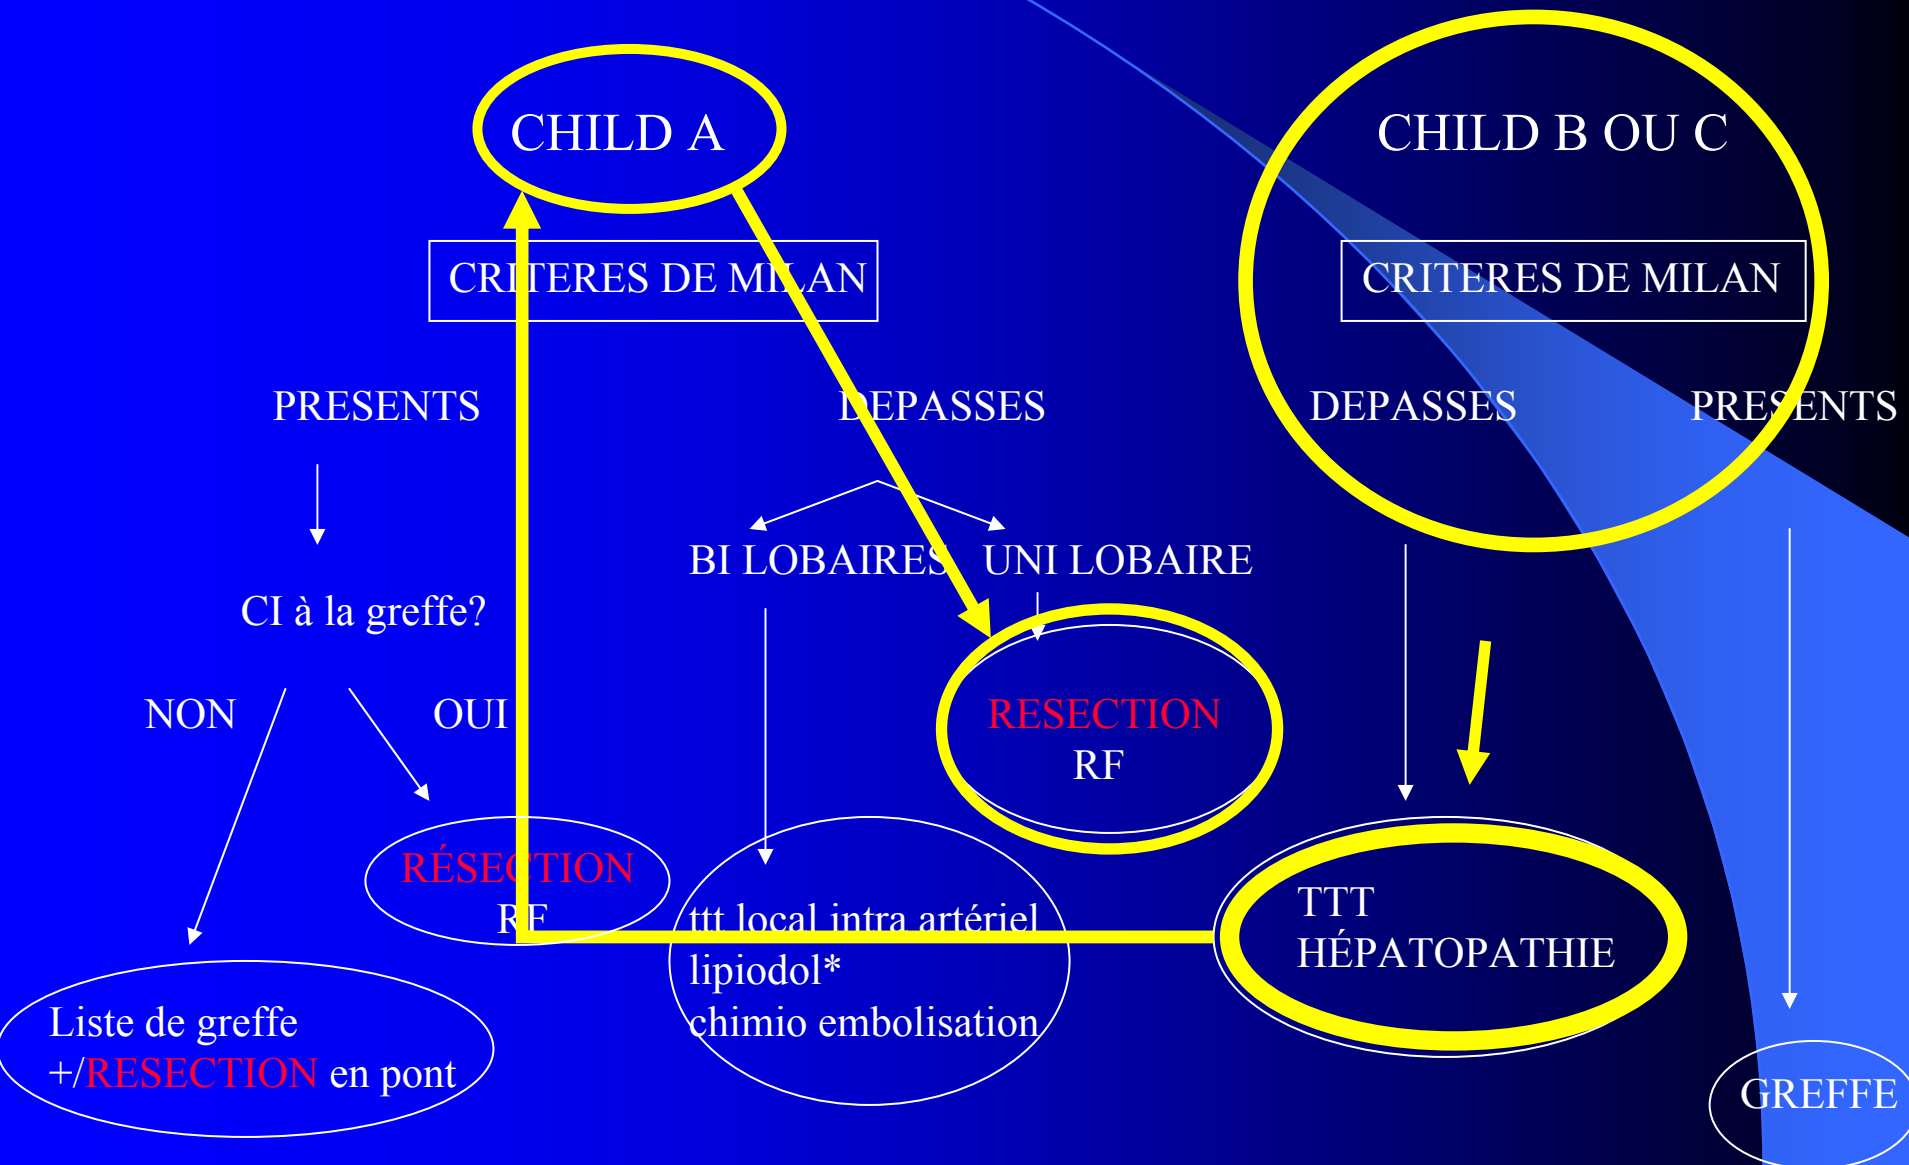 CHILD A
CHILD B OU C
CRITERES DE MILAN
CRITERES DE MILAN
PRESENTS
DEPASSES
DEPASSES
PRESENTS
BI LOBAIRES
UNI LOBAIRE
CI à la greffe?
NON
OUI
RESECTION
RF
RÉSECTION
RF
ttt local intra artériel
lipiodol*
chimio embolisation
TTT
HÉPATOPATHIE
Liste de greffe
+/RESECTION en pont
GREFFE